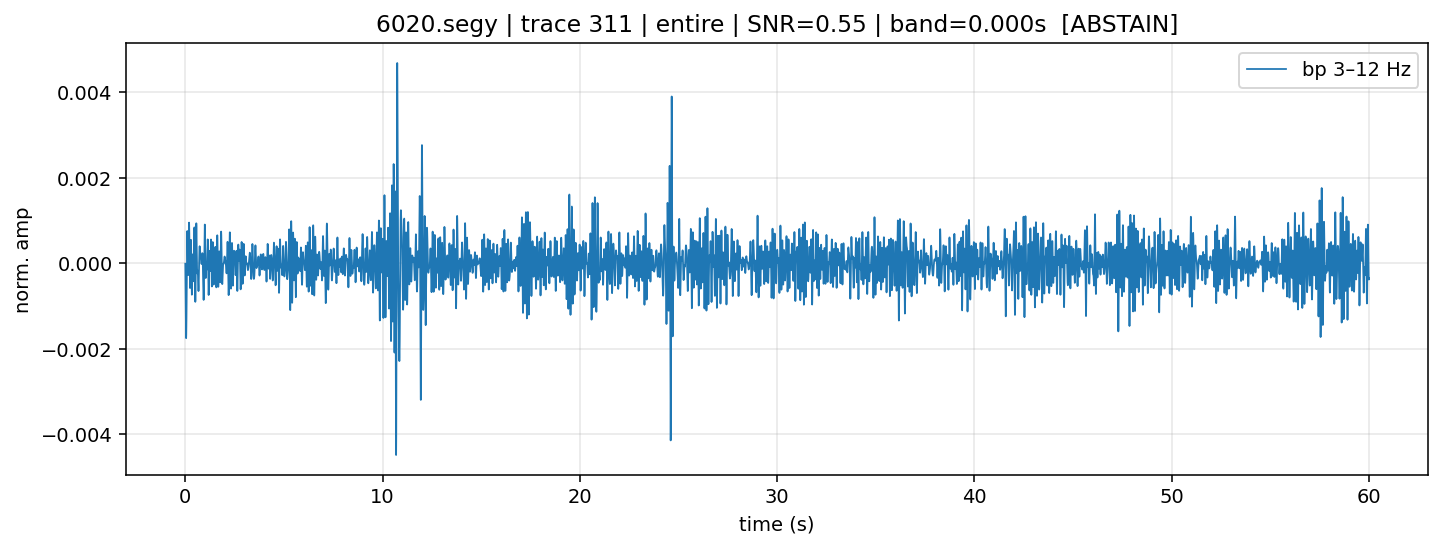 6020.segy | trace 311 | entire | SNR=0.55 | band=0.000s  [ABSTAIN]
bp 3–12 Hz
norm. amp
0.004
0.002
0.000
−0.002
−0.004
0 10 20 30 40 50 60
time (s)